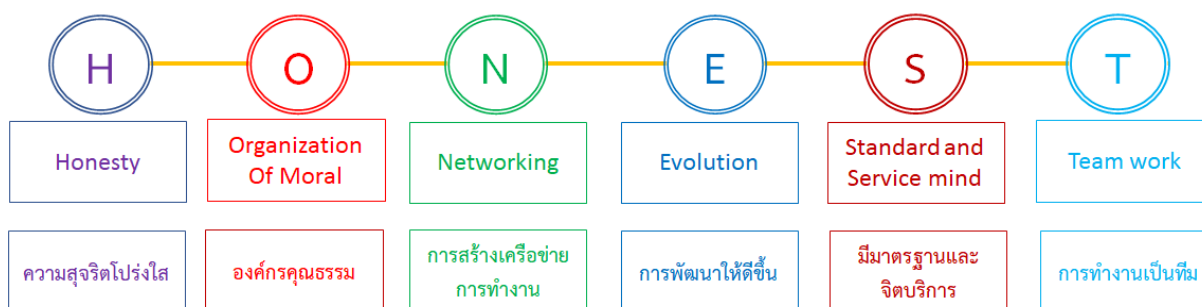 H O N E S T
Honesty
Organization
Of Moral
Networking
Evolution
Standard and
Service mind
Team work
ความสุจริตโปร่งใส
องค์กรคุณธรรม
การสร้างเครือข่าย
การทำงาน
การพัฒนาให้ดีขึ้น
มีมาตรฐานและ
จิตบริการ
การทำงานเป็นทีม